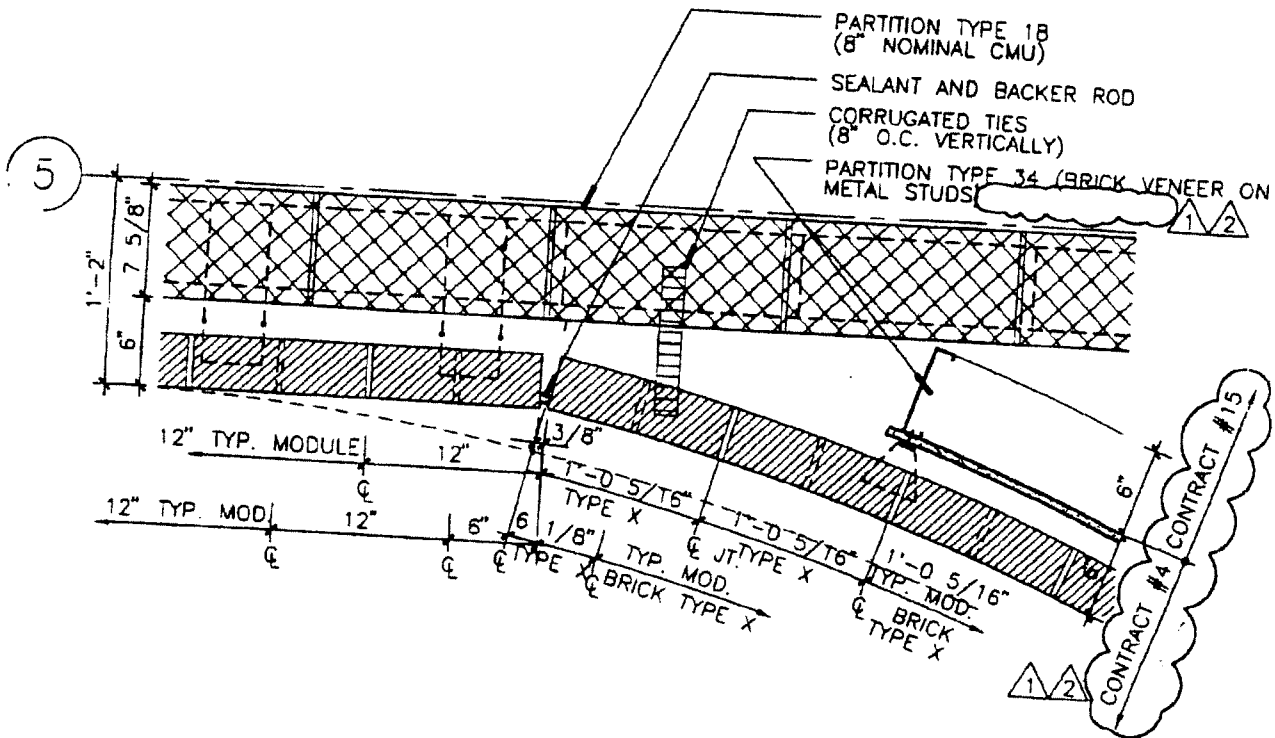 PARTITION TYPE 18
(8" NOMINAL CMU)
SEALANT AND BACKER ROD
CORRUGATED TIES
(8" O.C. VERTICALLY)
PARTITION TYPE 34 (BRICK VENEER ON
METAL STUDS
1 2
5
7 5/8"
1'-2"
6"
3/8"
12" TYP. MODULE
12"
1'-0 5/16"
TYPE X
℄
12" TYP. MOD
12"
6"
6
TYPE X
1/8"
TYP. MOD.
BRICK TYPE X
℄
℄
℄
℄
℄ JT.
1'-0 5/16"
TYPE X
1'-0 5/16"
TYP. MOD.
BRICK
TYPE X
℄
6"
CONTRACT #15
CONTRACT #4
1 2